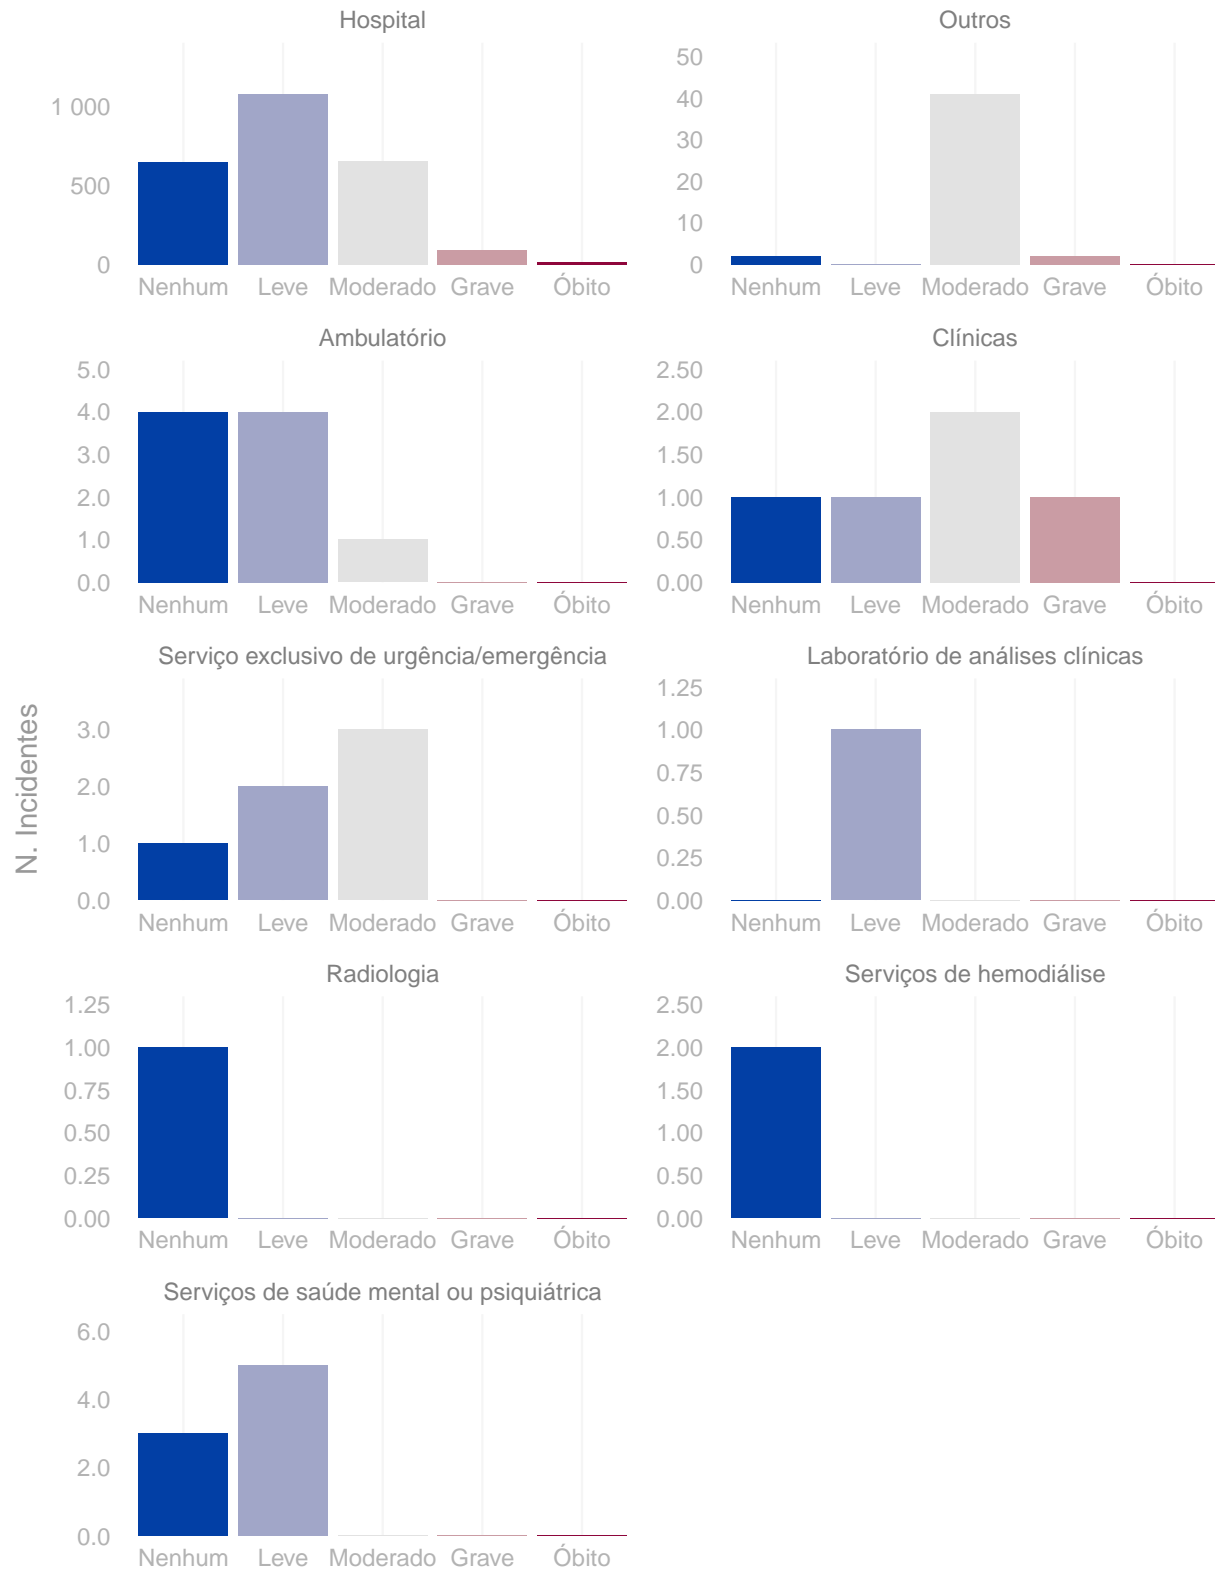 Hospital
1 000
500
0
Nenhum Leve Moderado Grave Óbito
Outros
50
40
30
20
10
0
Nenhum Leve Moderado Grave Óbito
Ambulatório
5.0
4.0
3.0
2.0
1.0
0.0
Nenhum Leve Moderado Grave Óbito
Clínicas
2.50
2.00
1.50
1.00
0.50
0.00
Nenhum Leve Moderado Grave Óbito
N. Incidentes
Serviço exclusivo de urgência/emergência
3.0
2.0
1.0
0.0
Nenhum Leve Moderado Grave Óbito
Laboratório de análises clínicas
1.25
1.00
0.75
0.50
0.25
0.00
Nenhum Leve Moderado Grave Óbito
Radiologia
1.25
1.00
0.75
0.50
0.25
0.00
Nenhum Leve Moderado Grave Óbito
Serviços de hemodiálise
2.50
2.00
1.50
1.00
0.50
0.00
Nenhum Leve Moderado Grave Óbito
Serviços de saúde mental ou psiquiátrica
6.0
4.0
2.0
0.0
Nenhum Leve Moderado Grave Óbito